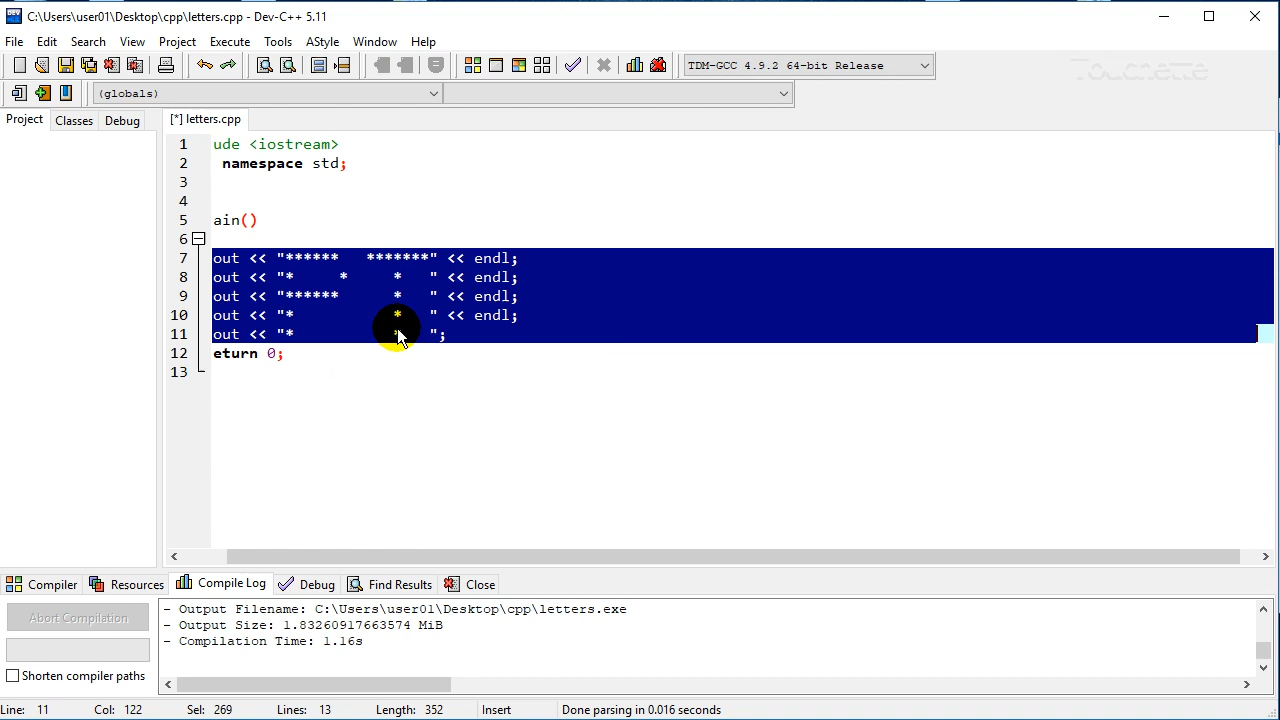 C:\Users\user01\Desktop\cpp\letters.cpp - Dev-C++ 5.11
File Edit Search View Project Execute Tools AStyle Window Help
TDM-GCC 4.9.2 64-bit Release
(globals)
Project Classes Debug [*] letters.cpp
1 ude <iostream>
2 namespace std;
3
4
5 ain()
6
7 out << "******   *******" << endl;
8 out << "*     *     *   " << endl;
9 out << "******      *   " << endl;
10 out << "*           *   " << endl;
11 out << "*           *   ";
12 eturn 0;
13
Compiler Resources Compile Log Debug Find Results Close
Abort Compilation
Shorten compiler paths
- Output Filename: C:\Users\user01\Desktop\cpp\letters.exe
- Output Size: 1.83260917663574 MiB
- Compilation Time: 1.16s
Line: 11 Col: 122 Sel: 269 Lines: 13 Length: 352 Insert Done parsing in 0.016 seconds